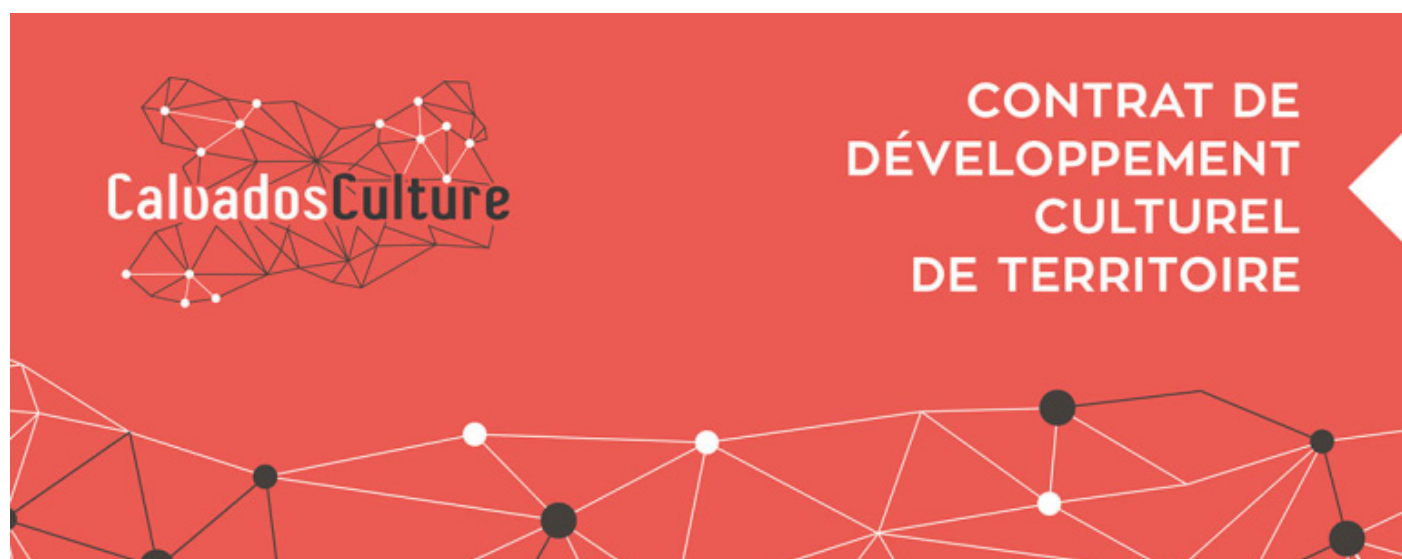 CalvadosCulture
CONTRAT DE
DÉVELOPPEMENT
CULTUREL
DE TERRITOIRE